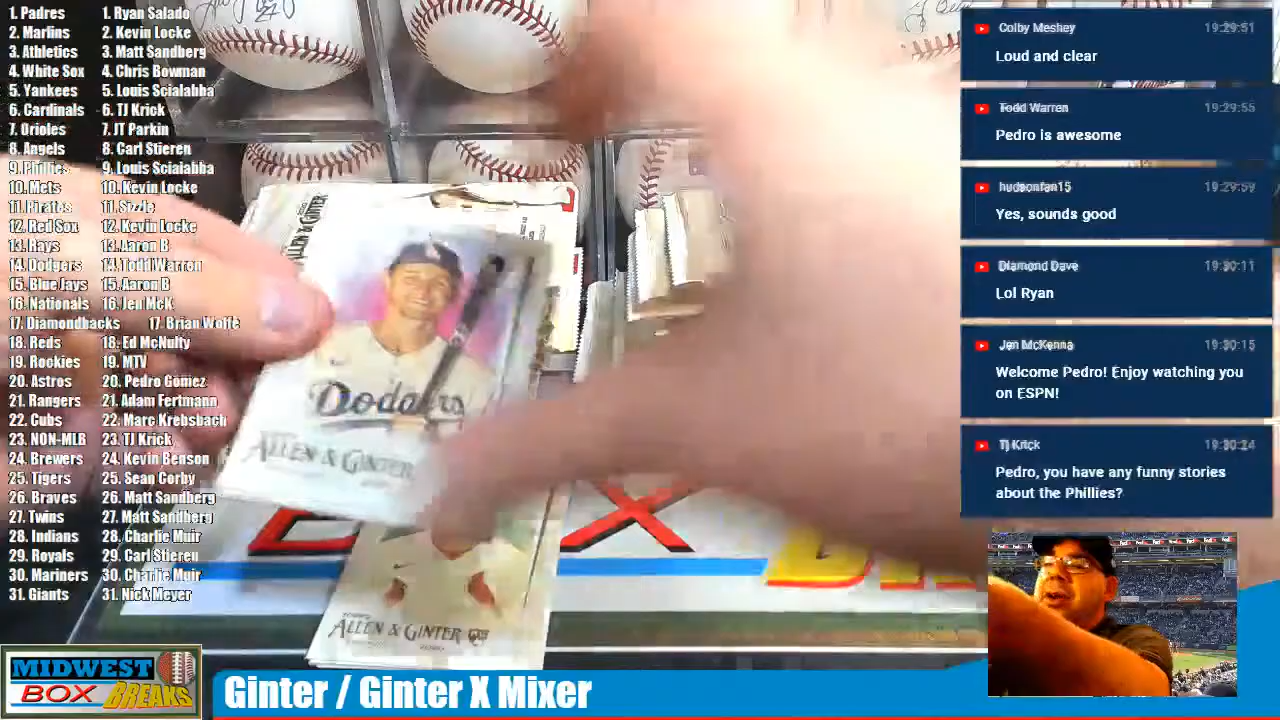 1. Padres 1. Ryan Salado
2. Marlins 2. Kevin Locke
3. Athletics 3. Matt Sandberg
4. White Sox 4. Chris Bowman
5. Yankees 5. Louis Scialabba
6. Cardinals 6. TJ Krick
7. Orioles 7. JT Parkin
8. Angels 8. Carl Stieren
9. Phillies 9. Louis Scialabba
10. Mets 10. Kevin Locke
11. Pirates 11. Sizzle
12. Red Sox 12. Kevin Locke
13. Rays 13. Aaron B
14. Dodgers 14. Todd Warren
15. Blue Jays 15. Aaron B
16. Nationals 16. Jen McK
17. Diamondbacks 17. Brian Wolfe
18. Reds 18. Ed McNulty
19. Rockies 19. MTV
20. Astros 20. Pedro Gomez
21. Rangers 21. Adam Fertmann
22. Cubs 22. Marc Krebsbach
23. NON-MLB 23. TJ Krick
24. Brewers 24. Kevin Benson
25. Tigers 25. Sean Corby
26. Braves 26. Matt Sandberg
27. Twins 27. Matt Sandberg
28. Indians 28. Charlie Muir
29. Royals 29. Carl Stieren
30. Mariners 30. Charlie Muir
31. Giants 31. Nick Meyer
Colby Meshey 19:29:51
Loud and clear
Todd Warren 19:29:55
Pedro is awesome
hudsonfan15 19:29:59
Yes, sounds good
Diamond Dave 19:30:11
Lol Ryan
Jen McKenna 19:30:15
Welcome Pedro! Enjoy watching you
on ESPN!
Tj Krick 19:30:24
Pedro, you have any funny stories
about the Phillies?
ALLEN & GINTER
Dodgers
ALLEN & GINTER
ALLEN & GINTER
X
MIDWEST
BOX
BREAKS
Ginter / Ginter X Mixer